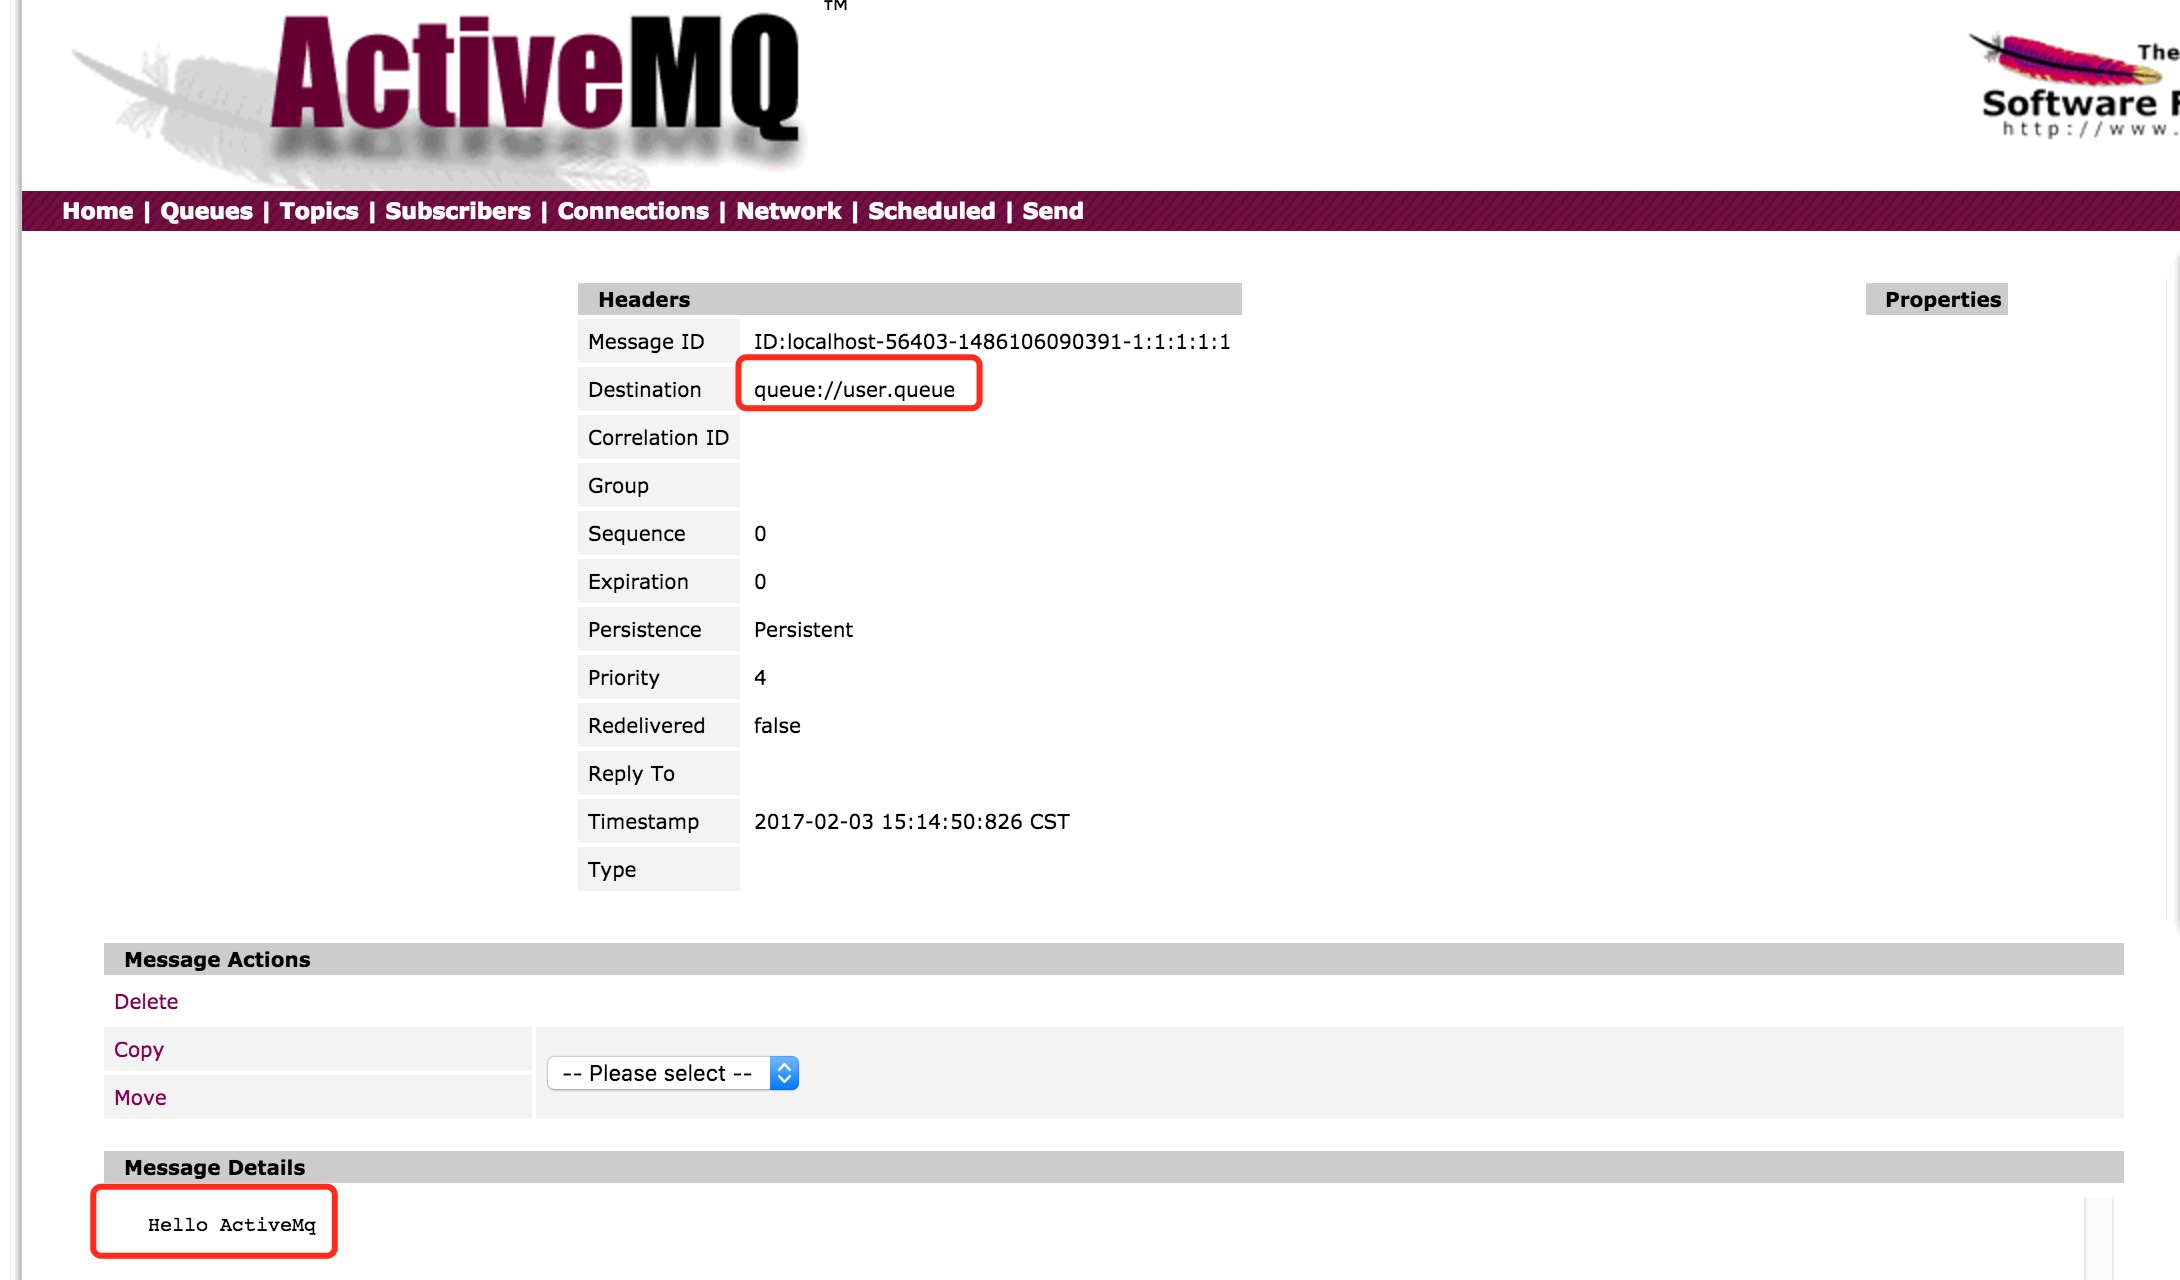 ActiveMQ
TM
The
Software
http://www.
Home | Queues | Topics | Subscribers | Connections | Network | Scheduled | Send
Headers
Properties
Message ID ID:localhost-56403-1486106090391-1:1:1:1:1
Destination queue://user.queue
Correlation ID
Group
Sequence 0
Expiration 0
Persistence Persistent
Priority 4
Redelivered false
Reply To
Timestamp 2017-02-03 15:14:50:826 CST
Type
Message Actions
Delete
Copy
-- Please select --
Move
Message Details
Hello ActiveMq